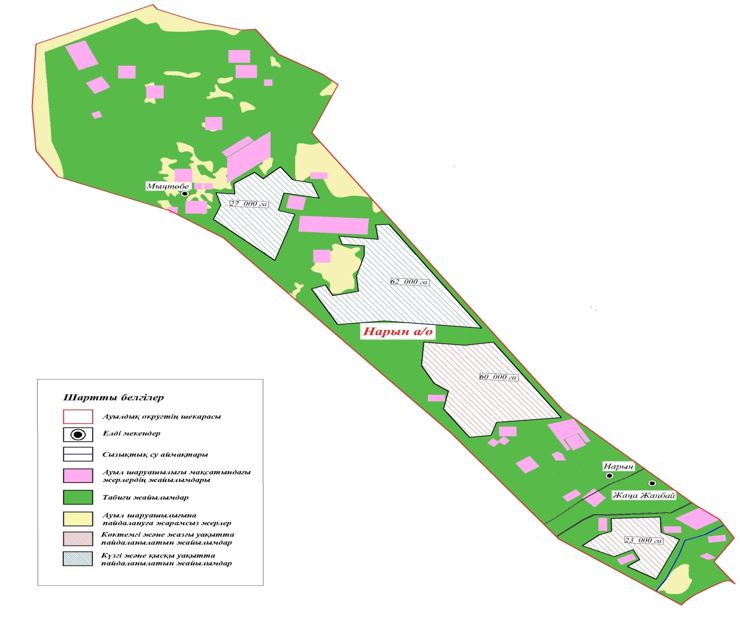 Мыңтөбе
27 000 га
62 000 га
Нарын а/о
60 000 га
Нарын
Жаңа Жанбай
23 000 га
Шартты белгілер
Ауылдық округтің шекарасы
Елді мекендер
Сызықтық су аймақтары
Ауыл шаруашылығы мақсатындағы
жерлердің жайылымдары
Табиғи жайылымдар
Ауыл шаруашылығына
пайдалануға жарамсыз жерлер
Көктемгі және жазғы уақытта
пайдаланылатын жайылымдар
Күзгі және қысқы уақытта
пайдаланылатын жайылымдар